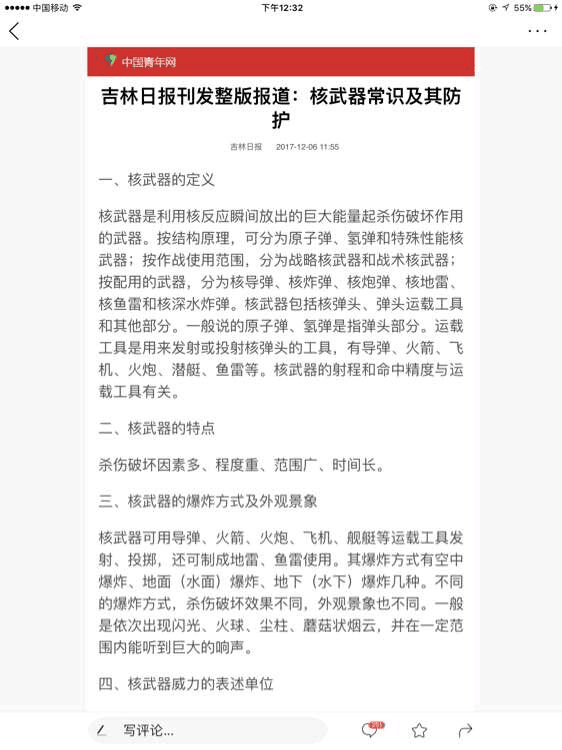 中国移动
下午12:32
55%
中国青年网
吉林日报刊发整版报道：核武器常识及其防
护
吉林日报 2017-12-06 11:55
一、核武器的定义
核武器是利用核反应瞬间放出的巨大能量起杀伤破坏作用
的武器。按结构原理，可分为原子弹、氢弹和特殊性能核
武器；按作战使用范围，分为战略核武器和战术核武器；
按配用的武器，分为核导弹、核炸弹、核炮弹、核地雷、
核鱼雷和核深水炸弹。核武器包括核弹头、弹头运载工具
和其他部分。一般说的原子弹、氢弹是指弹头部分。运载
工具是用来发射或投射核弹头的工具，有导弹、火箭、飞
机、火炮、潜艇、鱼雷等。核武器的射程和命中精度与运
载工具有关。
二、核武器的特点
杀伤破坏因素多、程度重、范围广、时间长。
三、核武器的爆炸方式及外观景象
核武器可用导弹、火箭、火炮、飞机、舰艇等运载工具发
射、投掷，还可制成地雷、鱼雷使用。其爆炸方式有空中
爆炸、地面（水面）爆炸、地下（水下）爆炸几种。不同
的爆炸方式，杀伤破坏效果不同，外观景象也不同。一般
是依次出现闪光、火球、尘柱、蘑菇状烟云，并在一定范
围内能听到巨大的响声。
四、核武器威力的表述单位
写评论...